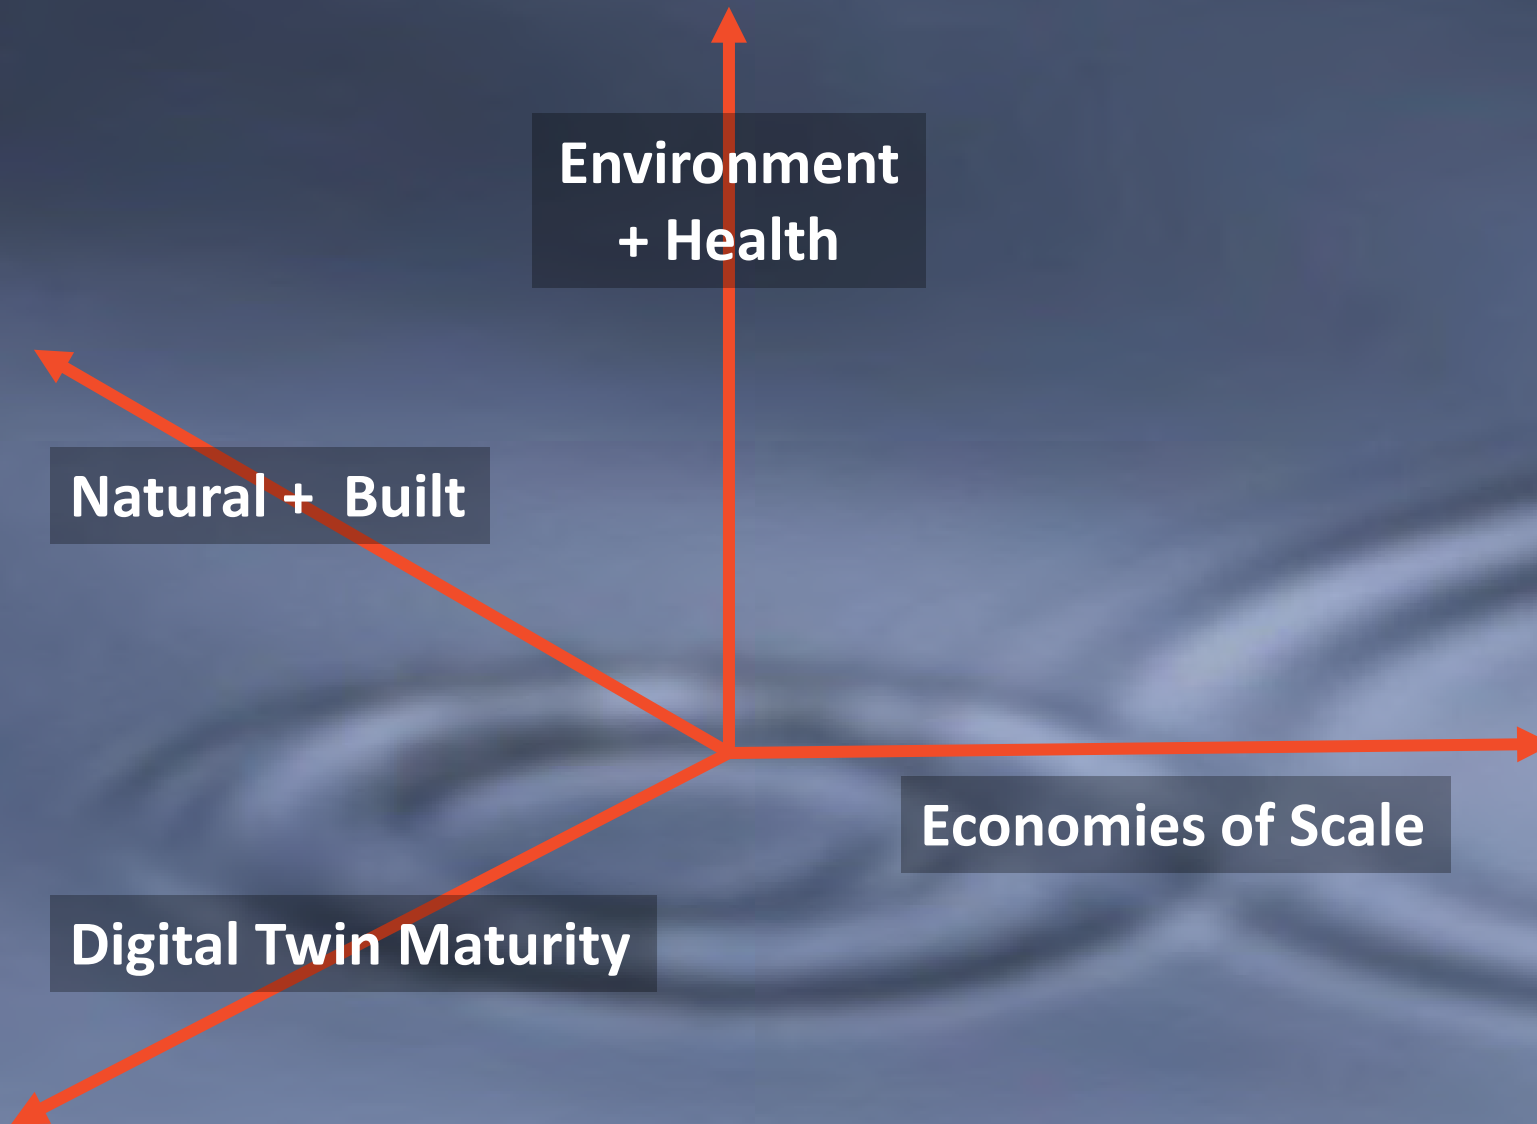 Environment
+ Health
Natural +  Built
Economies of Scale
Digital Twin Maturity